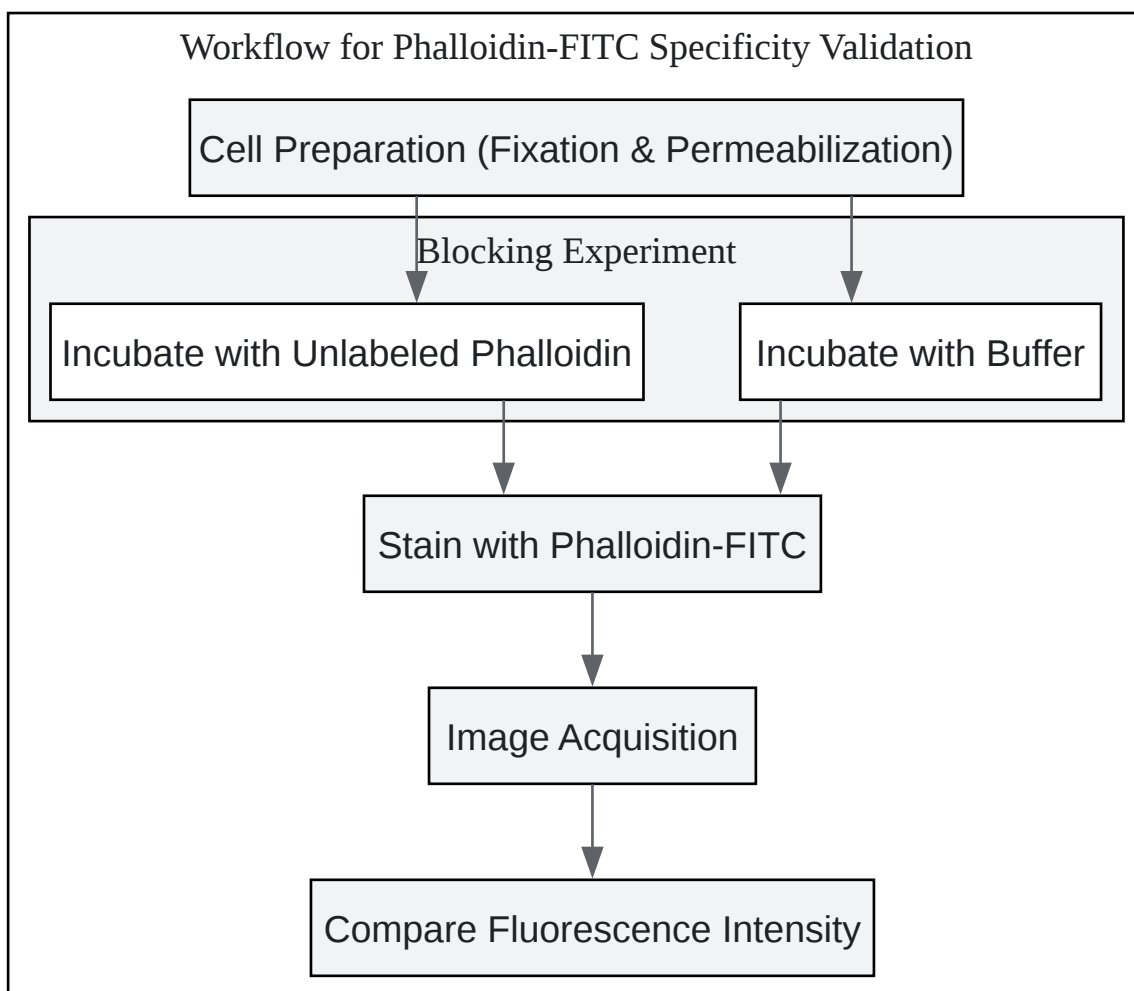 Workflow for Phalloidin-FITC Specificity Validation
Cell Preparation (Fixation & Permeabilization)
Blocking Experiment
Incubate with Unlabeled Phalloidin
Incubate with Buffer
Stain with Phalloidin-FITC
Image Acquisition
Compare Fluorescence Intensity